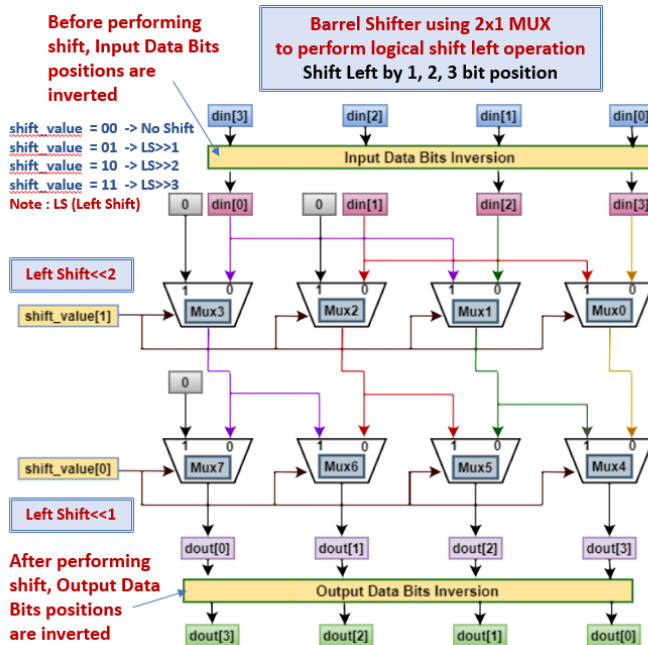 Before performing
shift, Input Data Bits
positions are
inverted
Barrel Shifter using 2x1 MUX
to perform logical shift left operation
Shift Left by 1, 2, 3 bit position
shift_value = 00 -> No Shift
shift_value = 01 -> LS>>1
shift_value = 10 -> LS>>2
shift_value = 11 -> LS>>3
Note : LS (Left Shift)
din[3] din[2] din[1] din[0]
Input Data Bits Inversion
0 din[0] 0 din[1] din[2] din[3]
Left Shift<<2
1 0 1 0 1 0 1 0
Mux3 Mux2 Mux1 Mux0
shift_value[1]
0
1 0 1 0 1 0 1 0
Mux7 Mux6 Mux5 Mux4
shift_value[0]
Left Shift<<1
dout[0] dout[1] dout[2] dout[3]
After performing
shift, Output Data
Bits positions
are inverted
Output Data Bits Inversion
dout[3] dout[2] dout[1] dout[0]